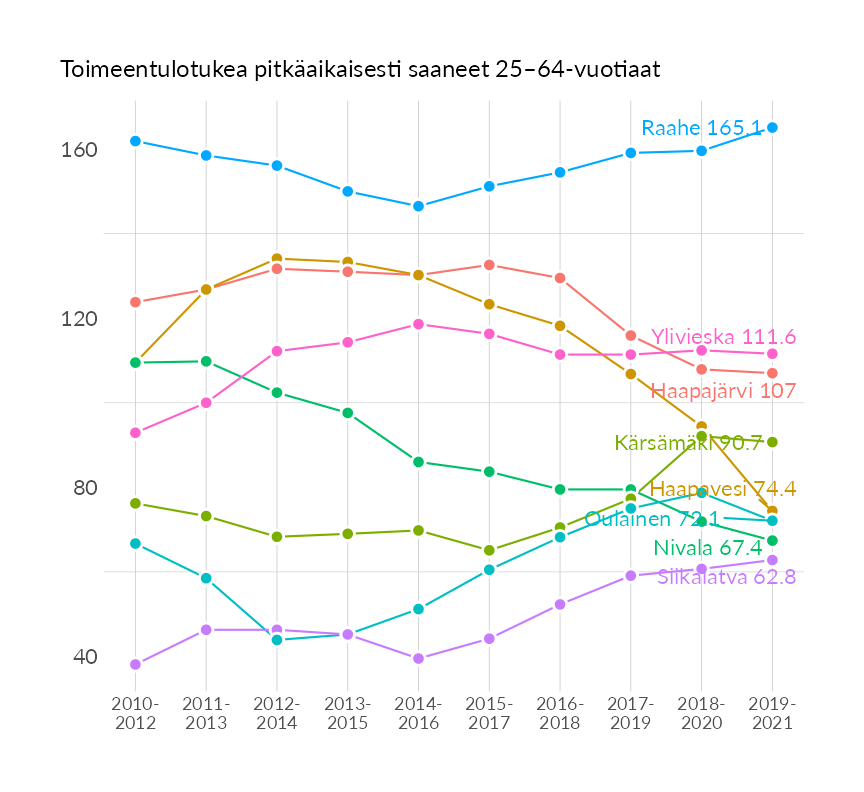 Toimeentulotukea pitkäaikaisesti saaneet 25–64-vuotiaat
Raahe 165.1
160
120
Ylivieska 111.6
Haapajärvi 107
Kärsämäki 90.7
80
Haapavesi 74.4
Oulainen 72.1
Nivala 67.4
Siikalatva 62.8
40
2010-
2012
2011-
2013
2012-
2014
2013-
2015
2014-
2016
2015-
2017
2016-
2018
2017-
2019
2018-
2020
2019-
2021